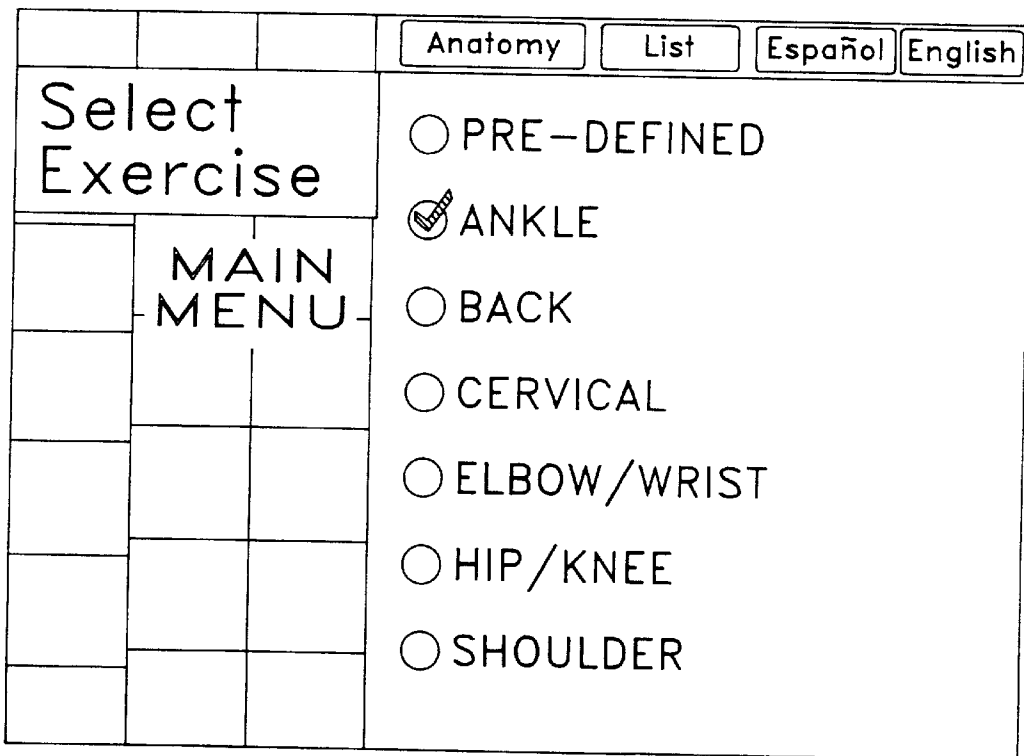 Anatomy List Español English
Select
Exercise
MAIN
MENU
PRE-DEFINED
ANKLE
BACK
CERVICAL
ELBOW/WRIST
HIP/KNEE
SHOULDER